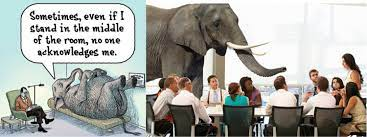 Sometimes, even if I
stand in the middle
of the room, no one
acknowledges me.